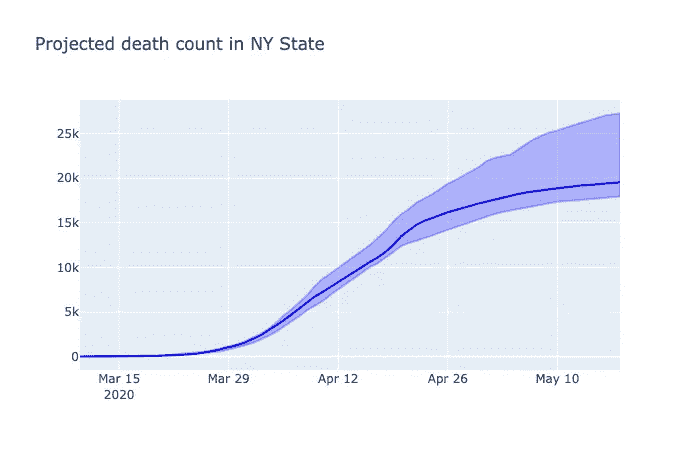 Projected death count in NY State
25k
20k
15k
10k
5k
0
Mar 15 Mar 29 Apr 12 Apr 26 May 10
2020